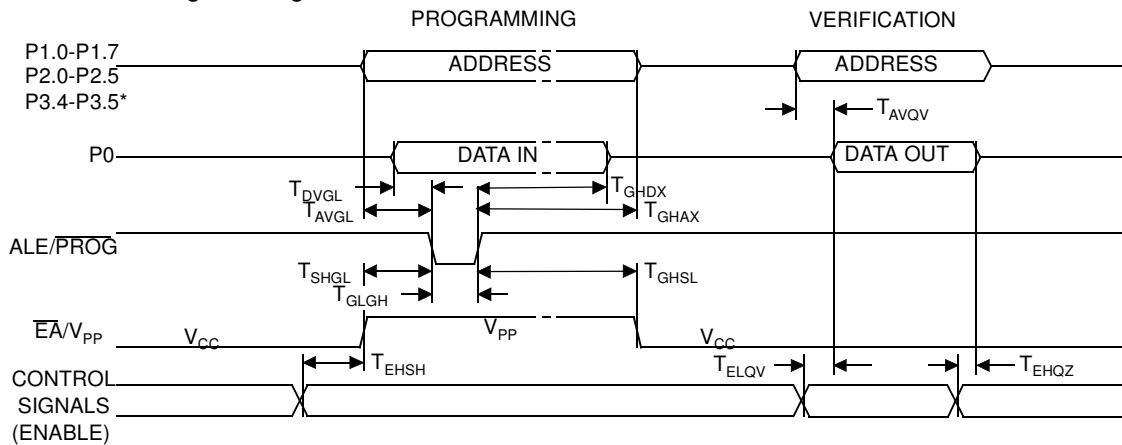 PROGRAMMING VERIFICATION
P1.0-P1.7
P2.0-P2.5
P3.4-P3.5*
ADDRESS ADDRESS
TAVQV
P0 DATA IN DATA OUT
TDVGL TGHDX
TAVGL TGHAX
ALE/PROG
TSHGL TGHSL
TGLGH
EA/VPP VCC VPP VCC
TEHSH TELQV TEHQZ
CONTROL
SIGNALS
(ENABLE)